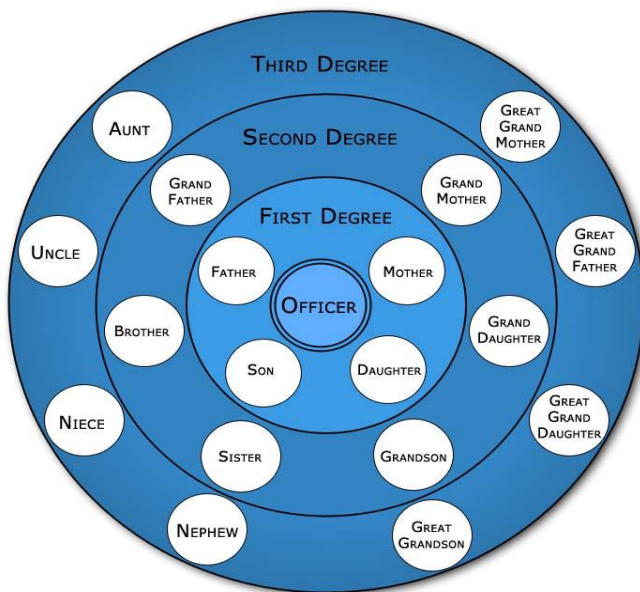 THIRD DEGREE
AUNT
GREAT
GRAND
MOTHER
SECOND DEGREE
GRAND
FATHER
GRAND
MOTHER
FIRST DEGREE
UNCLE
GREAT
GRAND
FATHER
FATHER
MOTHER
OFFICER
BROTHER
GRAND
DAUGHTER
SON
DAUGHTER
NIECE
GREAT
GRAND
DAUGHTER
SISTER
GRANDSON
NEPHEW
GREAT
GRANDSON